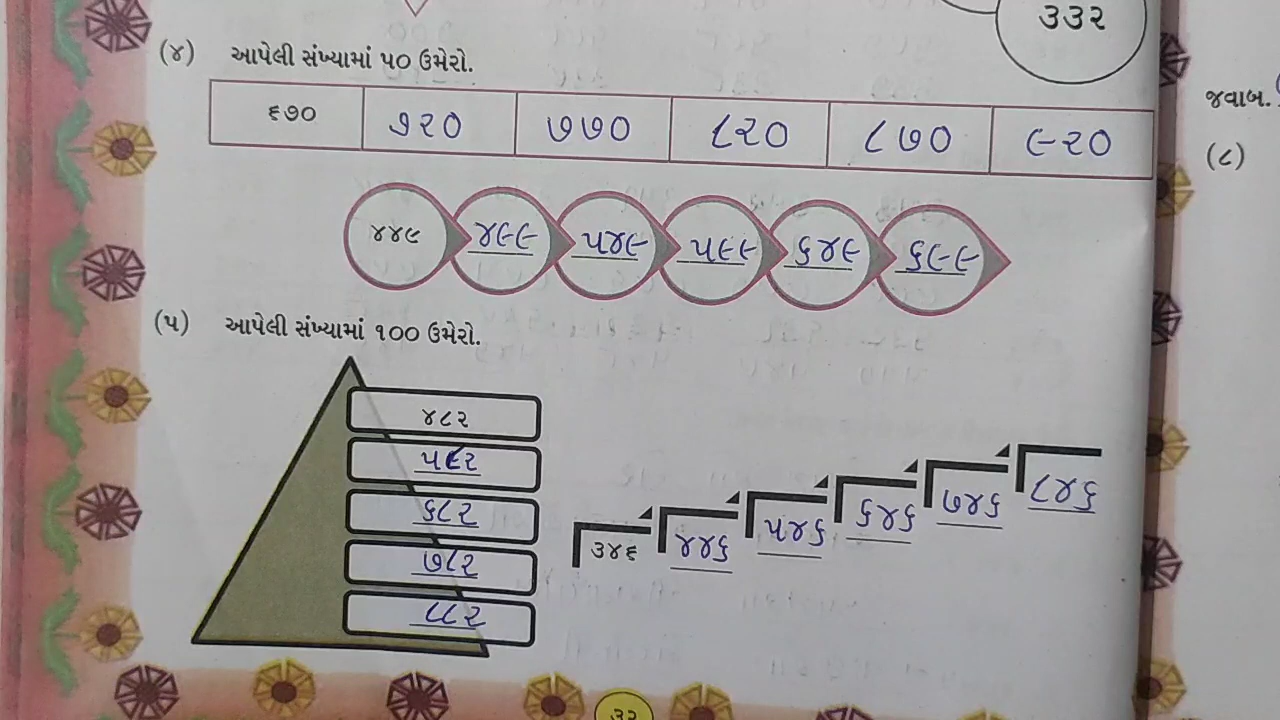 ૩૩૨
(૪) આપેલી સંખ્યામાં ૫૦ ઉમેરો.
૬૭૦ ૭૨૦ ૭૭૦ ૮૨૦ ૮૭૦ ૯૨૦
૪૪૯ ૪૯૯ ૫૪૯ ૫૯૯ ૬૪૯ ૬૯૯
(૫) આપેલી સંખ્યામાં ૧૦૦ ઉમેરો.
૪૮૨
૫૮૨
૬૮૨
૭૮૨
૮૮૨
૩૪૬ ૪૪૬ ૫૪૬ ૬૪૬ ૭૪૬ ૮૪૬
૩૨
જવાબ.
(૮)